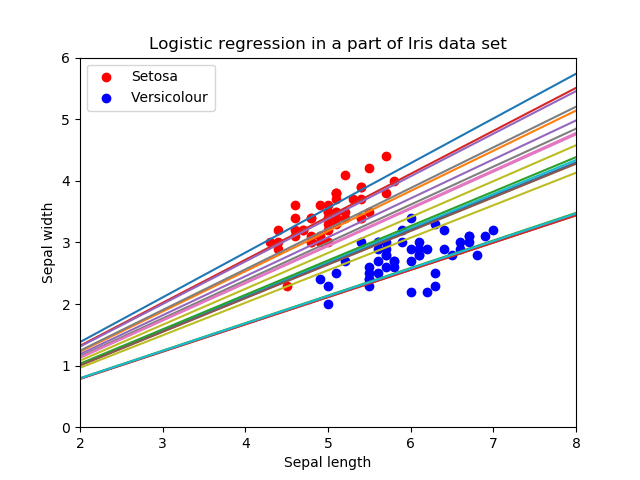 Logistic regression in a part of Iris data set
Setosa
Versicolour
6
5
4
3
2
1
0
Sepal width
2
3
4
5
6
7
8
Sepal length